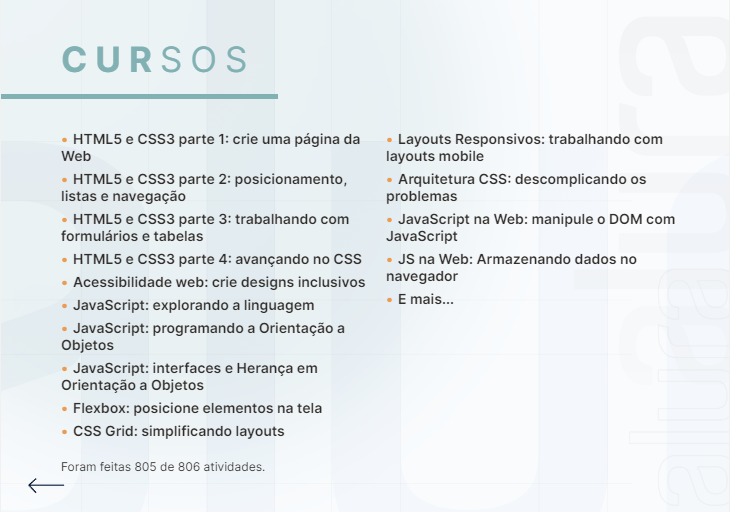 CURSOS
• HTML5 e CSS3 parte 1: crie uma página da
Web
• HTML5 e CSS3 parte 2: posicionamento,
listas e navegação
• HTML5 e CSS3 parte 3: trabalhando com
formulários e tabelas
• HTML5 e CSS3 parte 4: avançando no CSS
• Acessibilidade web: crie designs inclusivos
• JavaScript: explorando a linguagem
• JavaScript: programando a Orientação a
Objetos
• JavaScript: interfaces e Herança em
Orientação a Objetos
• Flexbox: posicione elementos na tela
• CSS Grid: simplificando layouts
• Layouts Responsivos: trabalhando com
layouts mobile
• Arquitetura CSS: descomplicando os
problemas
• JavaScript na Web: manipule o DOM com
JavaScript
• JS na Web: Armazenando dados no
navegador
• E mais...
Foram feitas 805 de 806 atividades.
alura